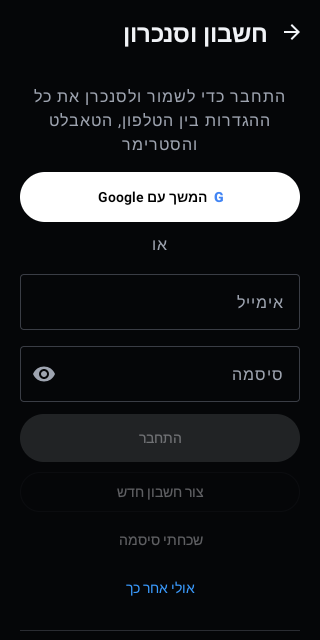 חשבון וסנכרון
התחבר כדי לשמור ולסנכרן את כל
ההגדרות בין הטלפון, הטאבלט
והסטרימר
G המשך עם Google
או
אימייל
סיסמה
התחבר
צור חשבון חדש
שכחתי סיסמה
אולי אחר כך